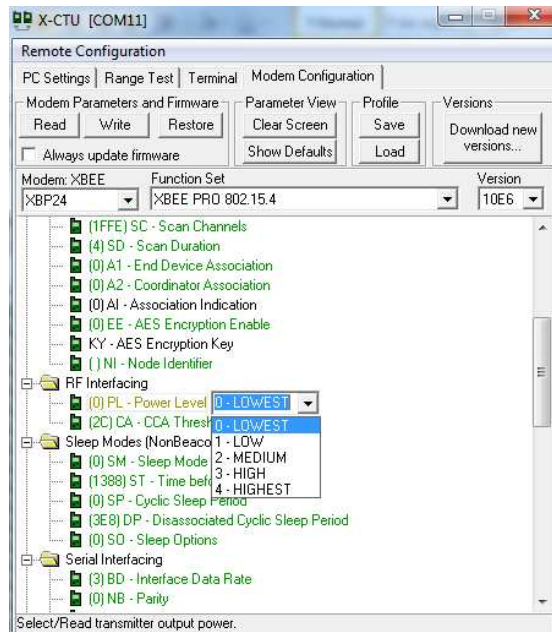 X-CTU [COM11]
Remote Configuration
PC Settings Range Test Terminal Modem Configuration
Modem Parameters and Firmware Parameter View Profile Versions
Read Write Restore Clear Screen Save Download new versions...
Always update firmware Show Defaults Load
Modem: XBEE Function Set Version
XBP24 XBEE PRO 802.15.4 10E6
(1FFE) SC - Scan Channels
(4) SD - Scan Duration
(0) A1 - End Device Association
(0) A2 - Coordinator Association
(0) AI - Association Indication
(0) EE - AES Encryption Enable
KY - AES Encryption Key
( ) NI - Node Identifier
RF Interfacing
(0) PL - Power Level 0 - LOWEST
(2C) CA - CCA Thresh 0 - LOWEST
Sleep Modes (NonBeaco 1 - LOW
(0) SM - Sleep Mode 2 - MEDIUM
(1388) ST - Time befo 3 - HIGH
4 - HIGHEST
(0) SP - Cyclic Sleep Period
(3E8) DP - Disassociated Cyclic Sleep Period
(0) SO - Sleep Options
Serial Interfacing
(3) BD - Interface Data Rate
(0) NB - Parity
Select/Read transmitter output power.